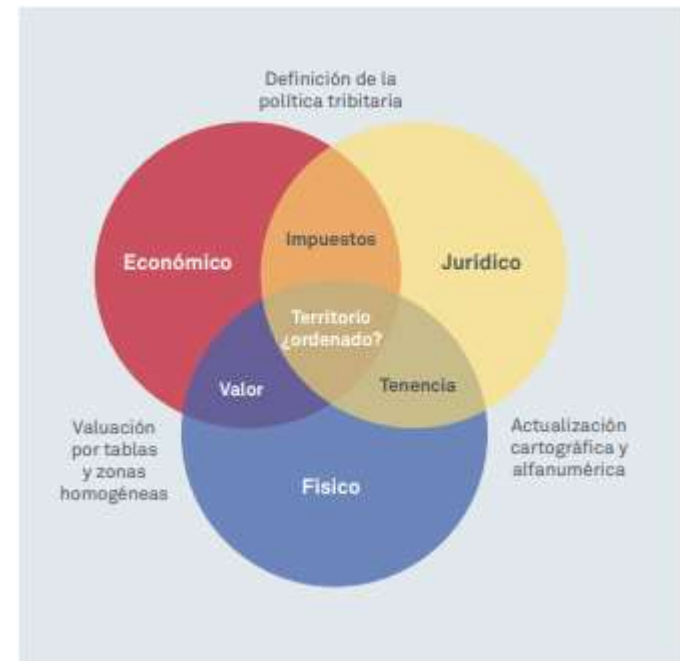 Definición de la
política tributaria
Impuestos
Económico
Jurídico
Territorio
¿ordenado?
Valor
Tenencia
Valuación
por tablas
y zonas
homogéneas
Actualización
cartográfica y
alfanumérica
Físico